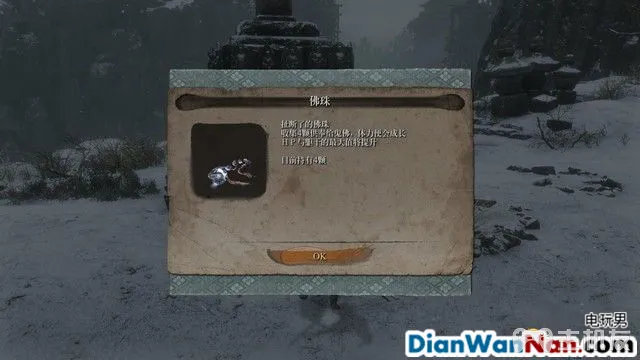 佛珠
扯断了的佛珠
收集4颗供奉给鬼佛,体力便会成长
HP与躯干的最大值将提升
目前持有4颗
OK
电玩男
DianWanNan.com